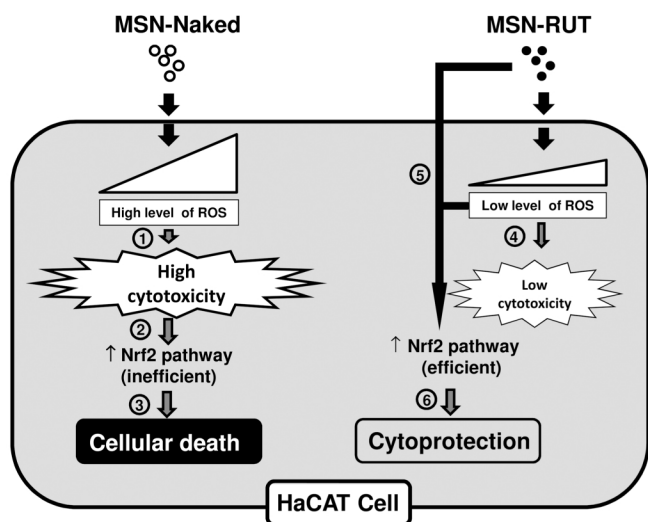 MSN-Naked
MSN-RUT
High level of ROS
1
High
cytotoxicity
2
↑ Nrf2 pathway
(inefficient)
3
Cellular death
5
Low level of ROS
4
Low
cytotoxicity
↑ Nrf2 pathway
(efficient)
6
Cytoprotection
HaCAT Cell